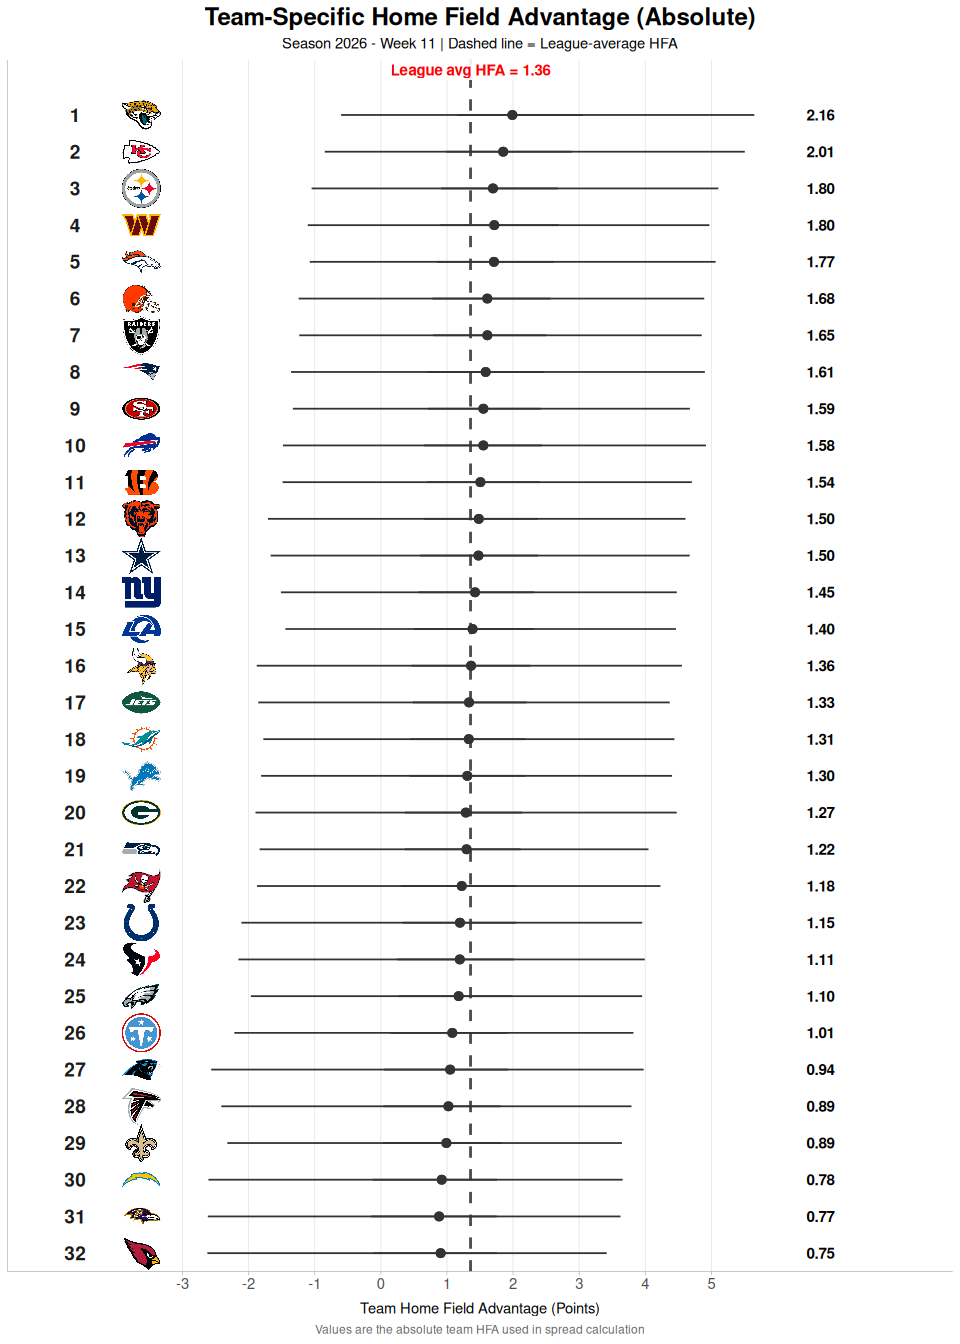 Team-Specific Home Field Advantage (Absolute)
Season 2026 - Week 11 | Dashed line = League-average HFA
League avg HFA = 1.36
1 2.16
2 KC 2.01
3 1.80
4 W 1.80
5 1.77
6 1.68
7 RAIDERS 1.65
8 1.61
9 SF 1.59
10 1.58
11 B 1.54
12 1.50
13 1.50
14 ny 1.45
15 LA 1.40
16 1.36
17 JETS 1.33
18 1.31
19 1.30
20 G 1.27
21 1.22
22 1.18
23 1.15
24 1.11
25 1.10
26 T 1.01
27 0.94
28 0.89
29 0.89
30 0.78
31 0.77
32 0.75
-3 -2 -1 0 1 2 3 4 5
Team Home Field Advantage (Points)
Values are the absolute team HFA used in spread calculation